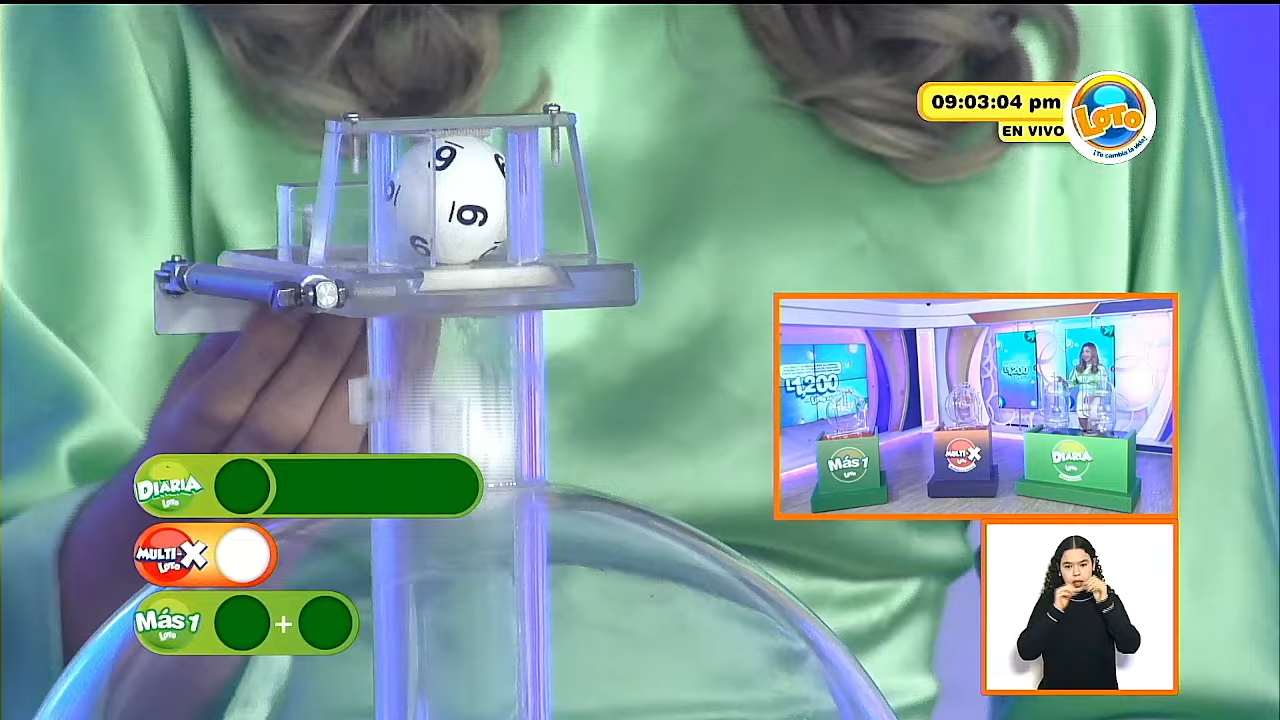 09:03:04 pm
EN VIVO
LOTO
¡Te cambia la vida!
6
6
L1,200
DIARIA
LOTO
MULTI-X
LOTO
Más 1
LOTO
+
Más 1
MULTI-X
DIARIA